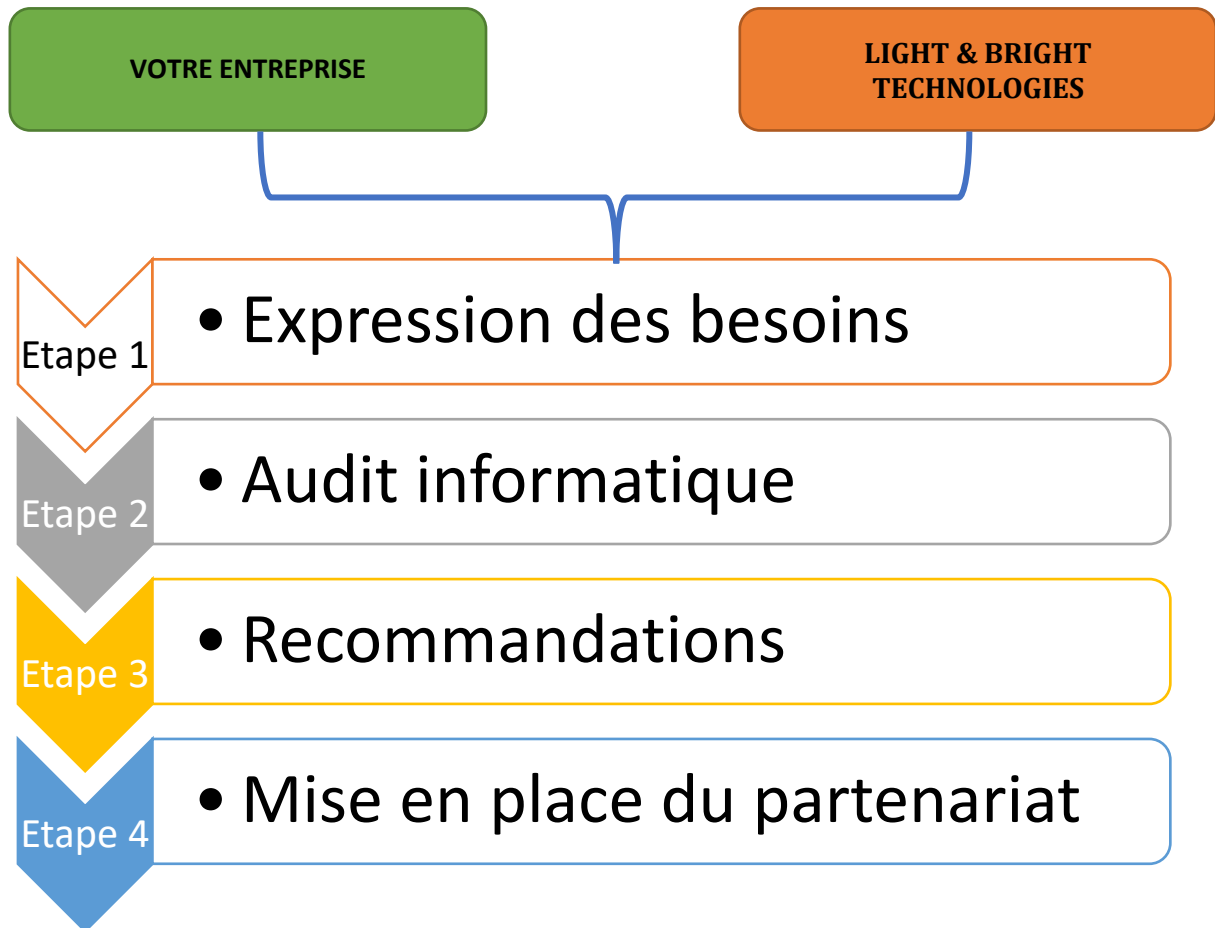 VOTRE ENTREPRISE
LIGHT & BRIGHT
TECHNOLOGIES
Etape 1
• Expression des besoins
Etape 2
• Audit informatique
Etape 3
• Recommandations
Etape 4
• Mise en place du partenariat